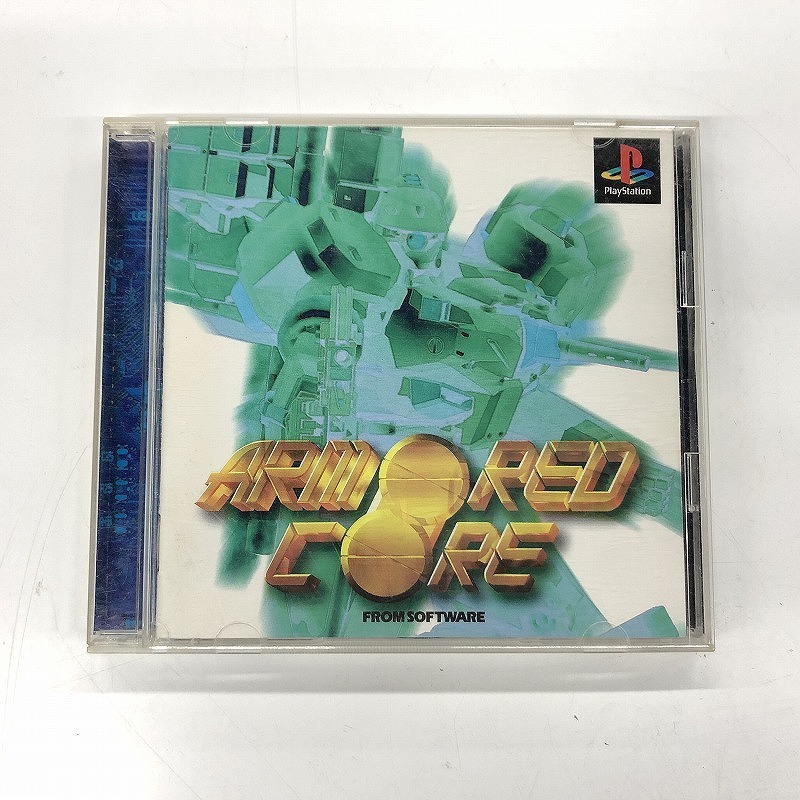 PlayStation
ARMORED
CORE
FROM SOFTWARE